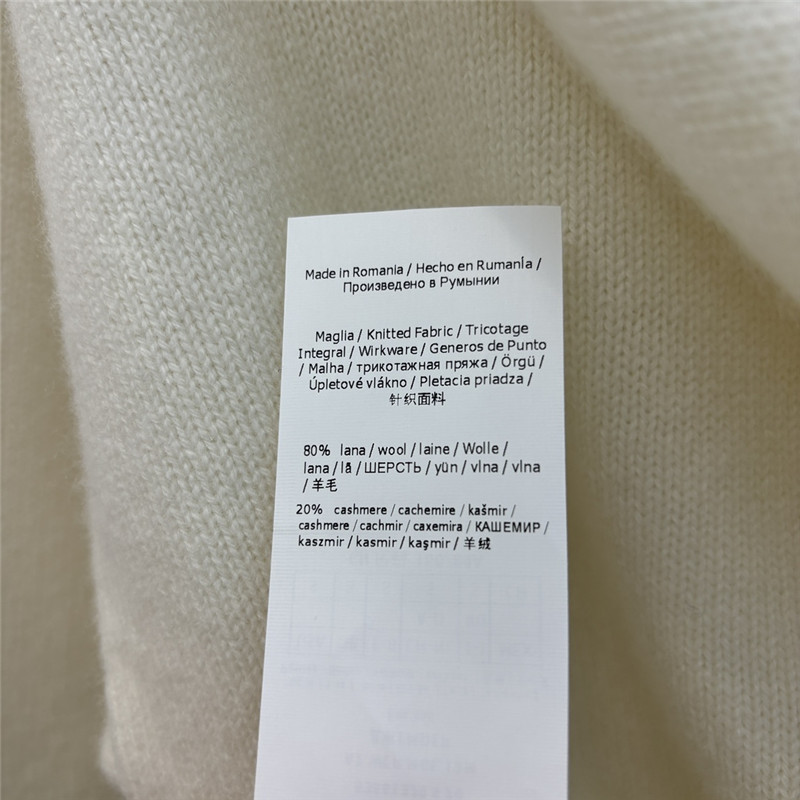 Made in Romania / Hecho en Rumanía /
Произведено в Румынии
Maglia / Knitted Fabric / Tricotage
Integral / Wirkware / Generos de Punto
/ Malha / трикотажная пряжа / Örgü /
Úpletové vlákno / Pletacia priadza /
针织面料
80% lana / wool / laine / Wolle /
lana / lã / ШЕРСТЬ / yün / vlna / vlna
/ 羊毛
20% cashmere / cachemire / kašmir /
cashmere / cachmir / caxemira / КАШЕМИР /
kaszmir / kasmir / kaşmir / 羊绒